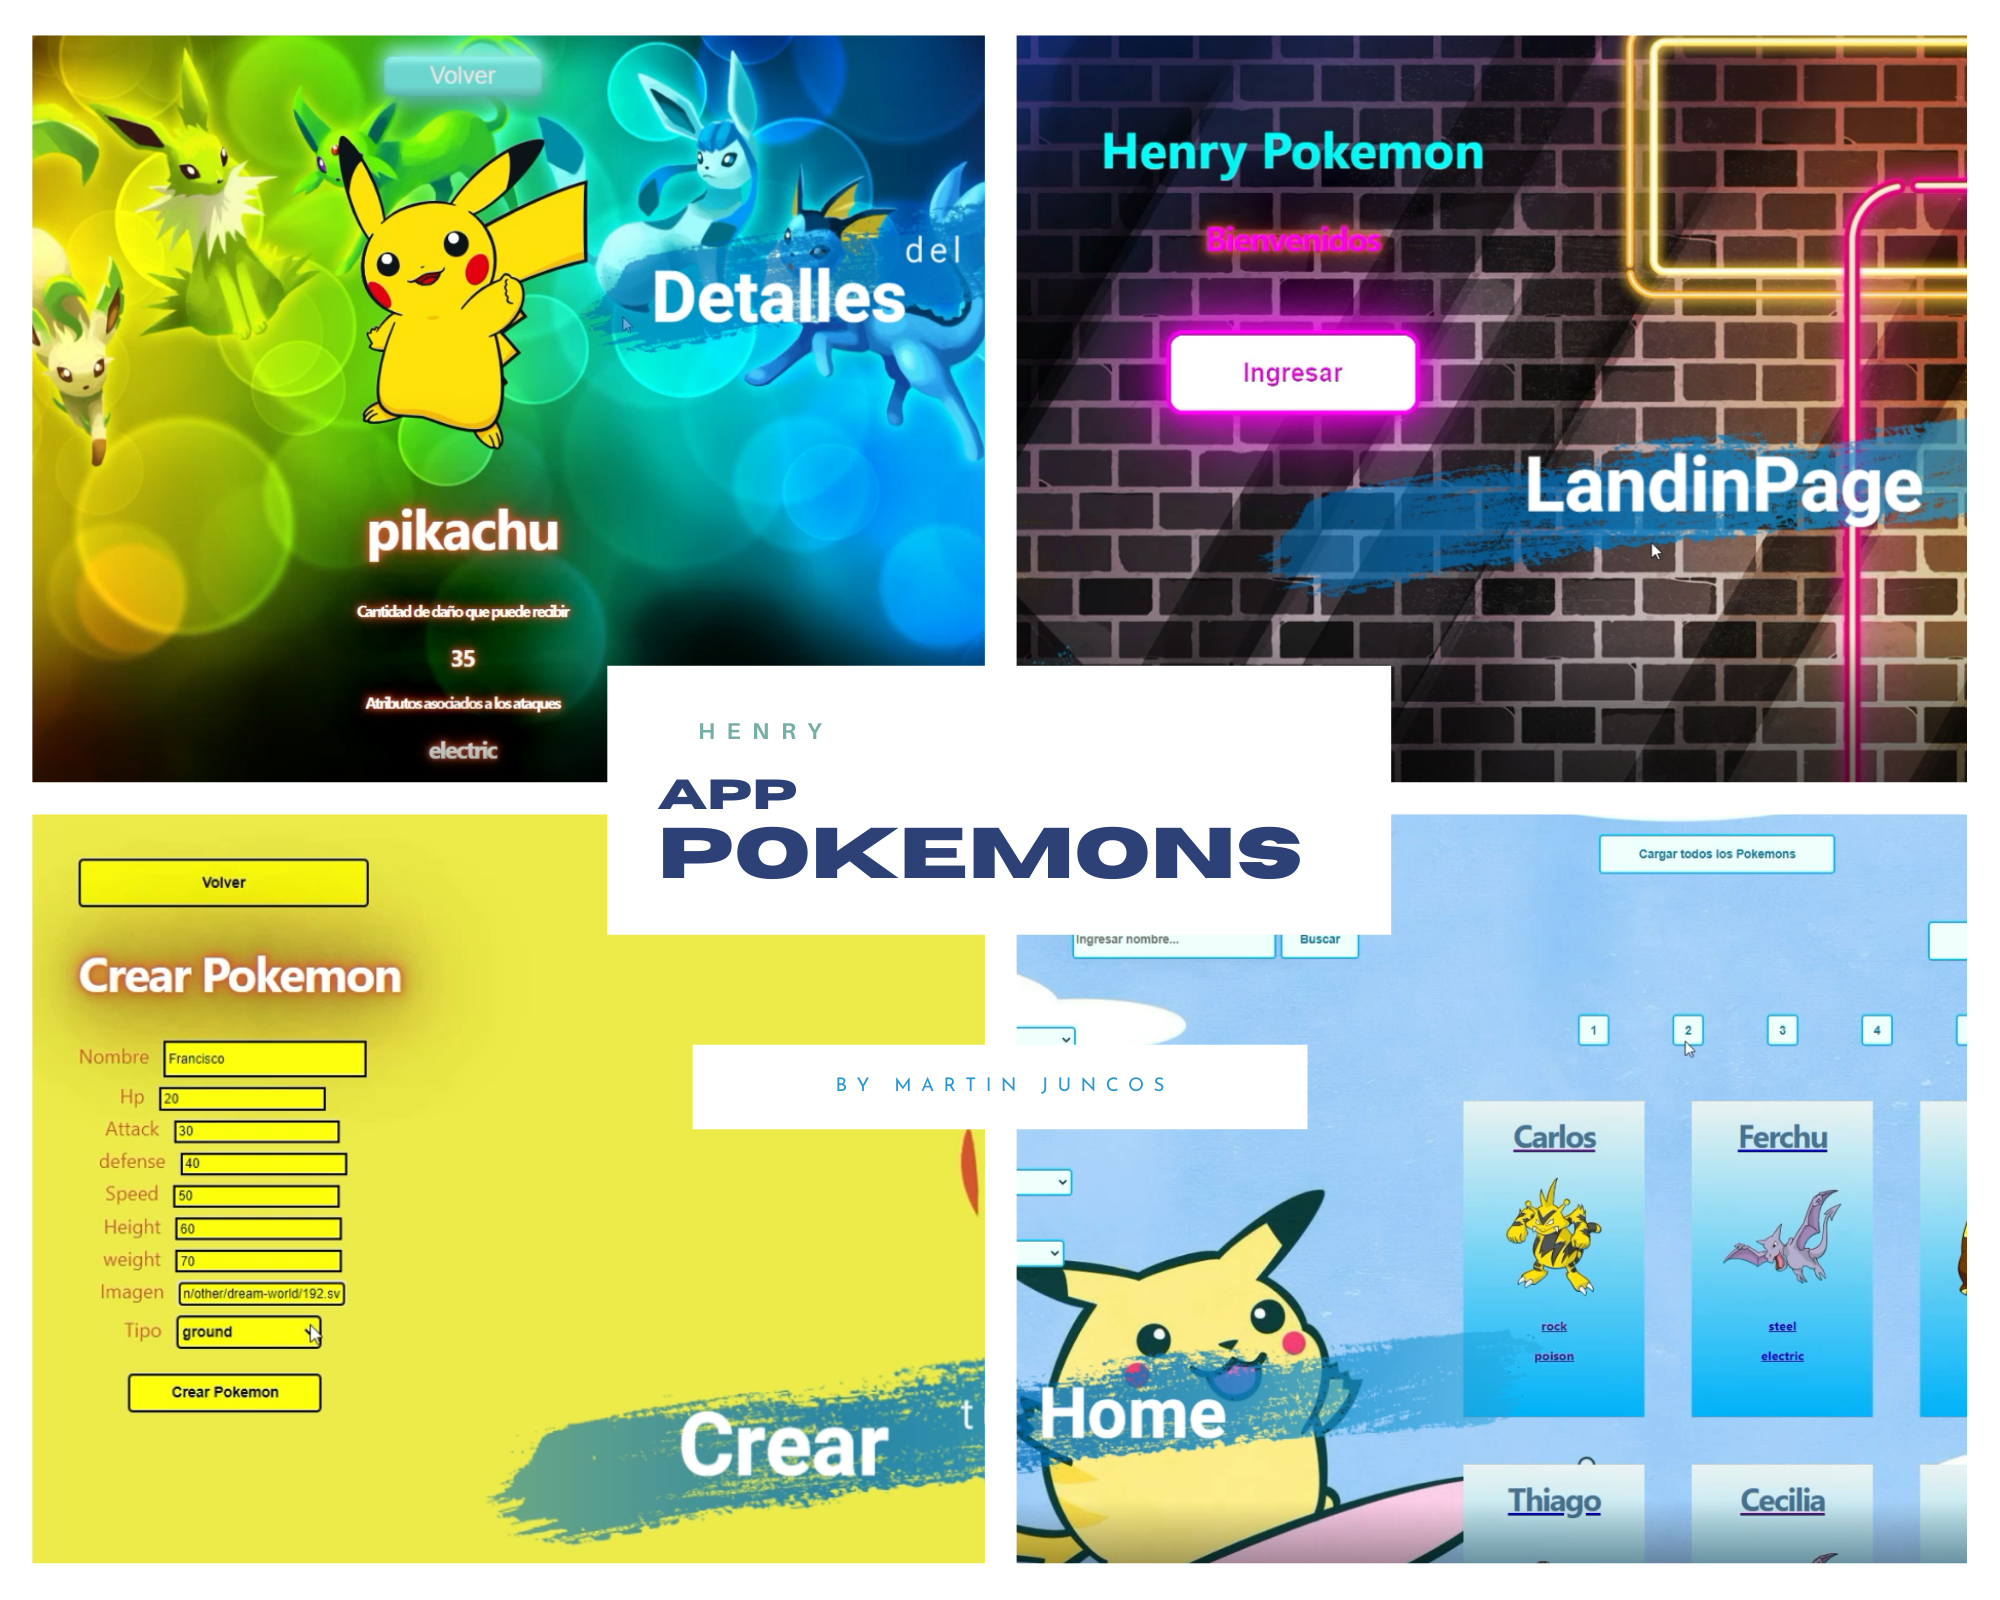 Volver
del
Detalles
pikachu
Cantidad de daño que puede recibir
35
Atributos asociados a los ataques
electric
Henry Pokemon
Bienvenidos
Ingresar
LandinPage
HENRY
APP
POKEMONS
BY MARTIN JUNCOS
Volver
Crear Pokemon
Nombre Francisco
Hp 20
Attack 30
defense 40
Speed 50
Height 60
weight 70
Imagen n/other/dream-world/192.sv
Tipo ground
Crear Pokemon
Crear t
Cargar todos los Pokemons
Ingresar nombre... Buscar
1 2 3 4
Carlos Ferchu
rock steel
poison electric
Home
Thiago Cecilia